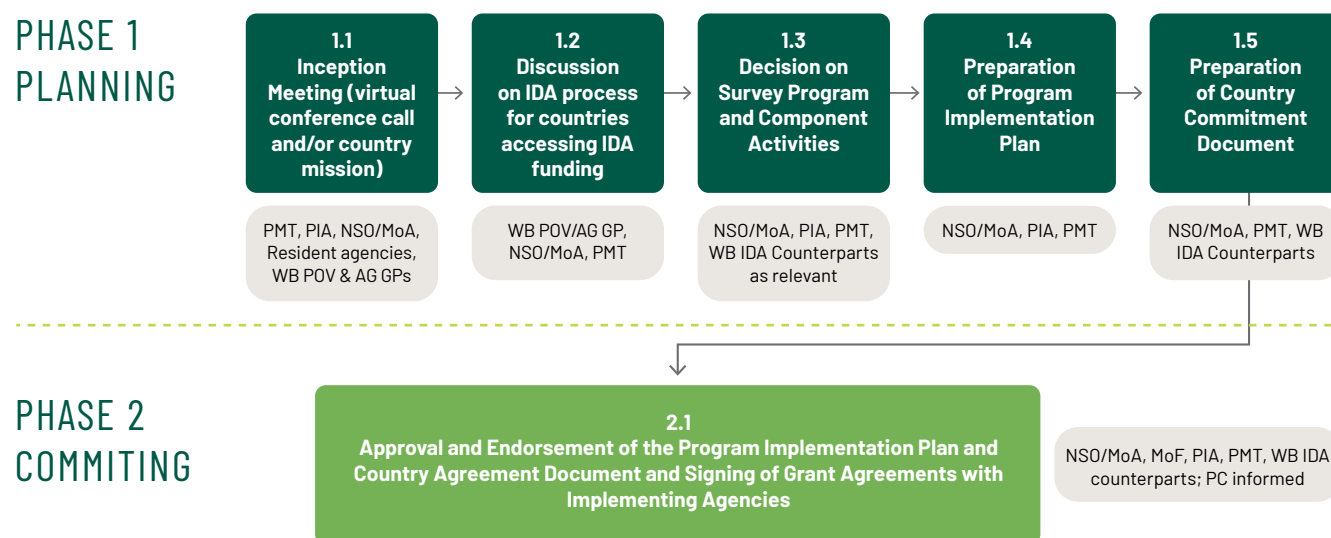 PHASE 1
PLANNING
1.1
Inception
Meeting (virtual
conference call
and/or country
mission)
1.2
Discussion
on IDA process
for countries
accessing IDA
funding
1.3
Decision on
Survey Program
and Component
Activities
1.4
Preparation
of Program
Implementation
Plan
1.5
Preparation
of Country
Commitment
Document
PMT, PIA, NSO/MoA,
Resident agencies,
WB POV & AG GPs
WB POV/AG GP,
NSO/MoA, PMT
NSO/MoA, PIA, PMT,
WB IDA Counterparts
as relevant
NSO/MoA, PIA, PMT
NSO/MoA, PMT, WB
IDA Counterparts
PHASE 2
COMMITING
2.1
Approval and Endorsement of the Program Implementation Plan and
Country Agreement Document and Signing of Grant Agreements with
Implementing Agencies
NSO/MoA, MoF, PIA, PMT, WB IDA
counterparts; PC informed